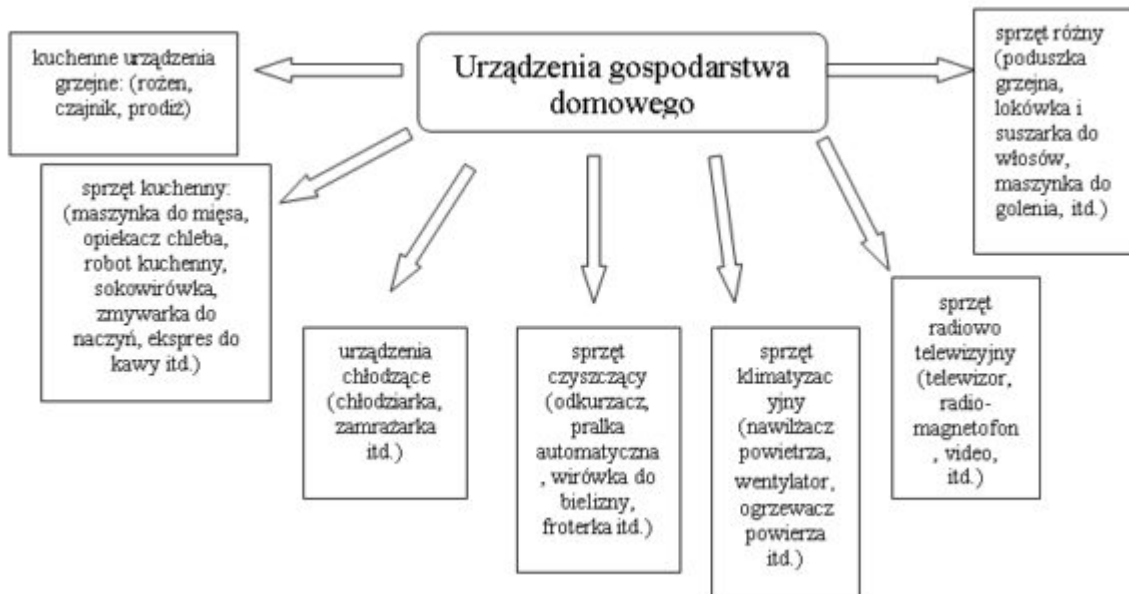 Urządzenia gospodarstwa
domowego
kuchenne urządzenia
grzejne: (rożen,
czajnik, prodiż)
sprzęt kuchenny:
(maszynka do mięsa,
opiekacz chleba,
robot kuchenny,
sokowirówka,
zmywarka do
naczyń, ekspres do
kawy itd.)
urządzenia
chłodzące
(chłodziarka,
zamrażarka
itd.)
sprzęt
czyszczący
(odkurzacz,
pralka
automatyczna
, wirówka do
bielizny,
froterka itd.)
sprzęt
klimatyzac
yjny
(nawilżacz
powietrza,
wentylator,
ogrzewacz
powierza
itd.)
sprzęt
radiowo
telewizyjny
(telewizor,
radio-
magnetofon
, video,
itd.)
sprzęt różny
(poduszka
grzejna,
lokówka i
suszarka do
włosów,
maszynka do
golenia, itd.)